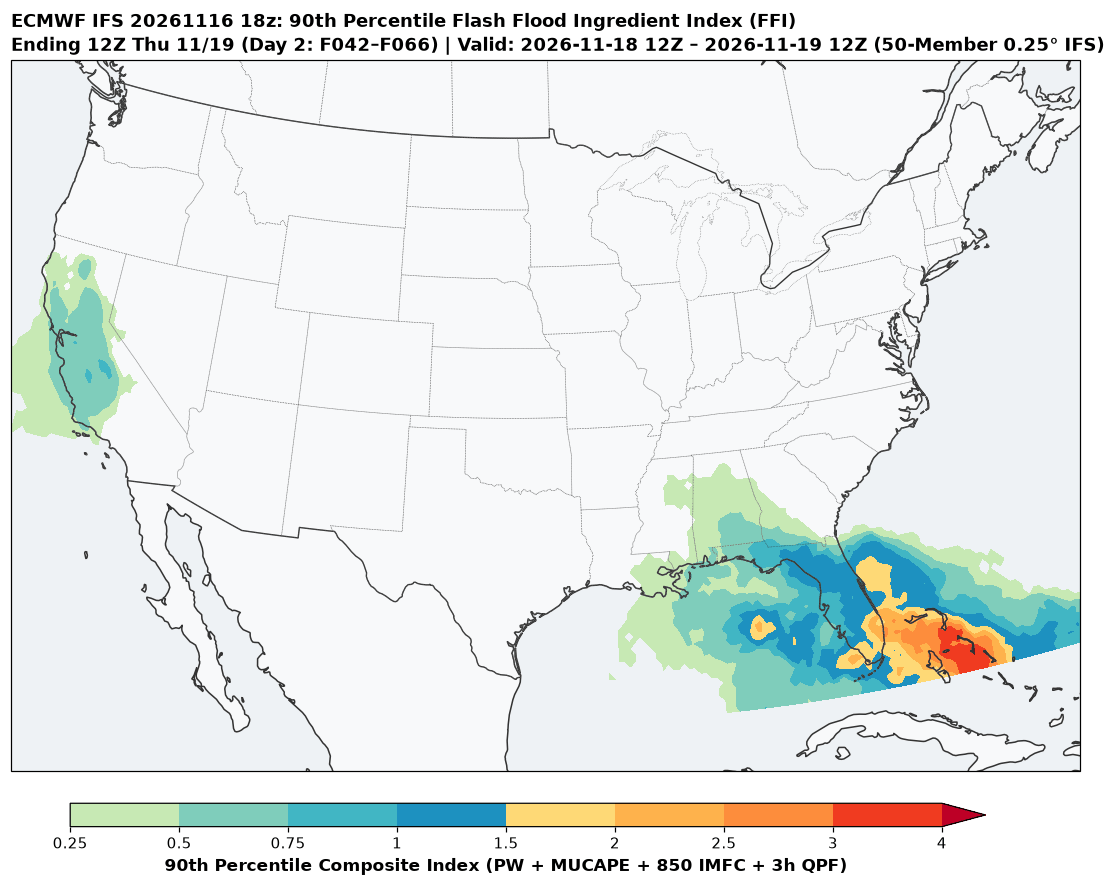 ECMWF IFS 20261116 18z: 90th Percentile Flash Flood Ingredient Index (FFI)
Ending 12Z Thu 11/19 (Day 2: F042–F066) | Valid: 2026-11-18 12Z – 2026-11-19 12Z (50-Member 0.25° IFS)
0.25 0.5 0.75 1 1.5 2 2.5 3 4
90th Percentile Composite Index (PW + MUCAPE + 850 IMFC + 3h QPF)